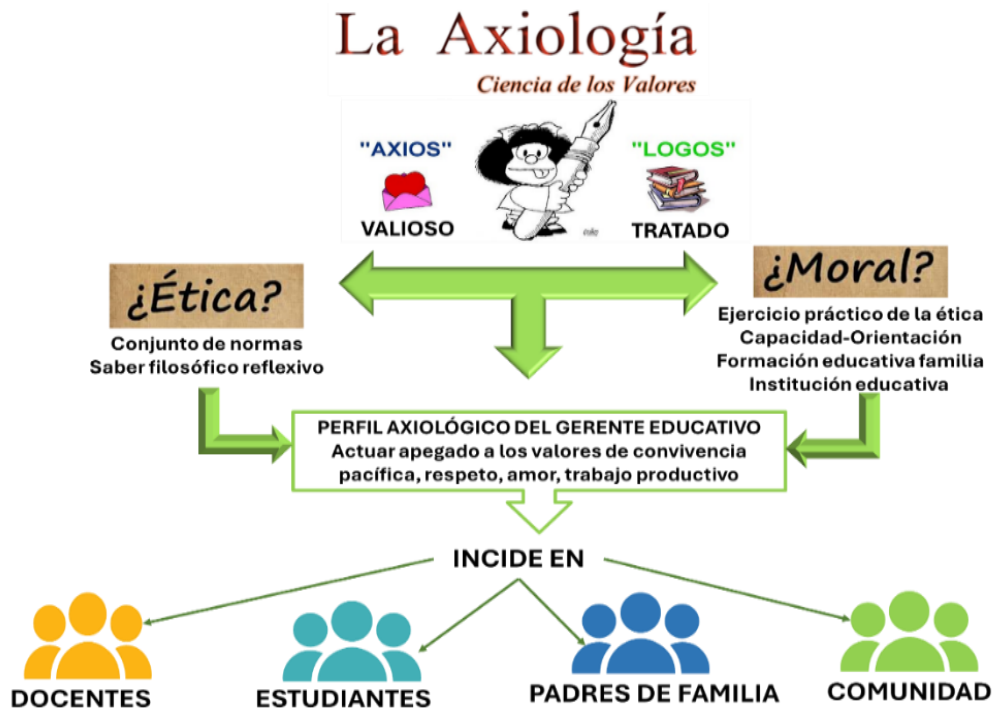 La Axiología
Ciencia de los Valores
"AXIOS"
VALIOSO
"LOGOS"
TRATADO
¿Ética?
Conjunto de normas
Saber filosófico reflexivo
¿Moral?
Ejercicio práctico de la ética
Capacidad-Orientación
Formación educativa familia
Institución educativa
PERFIL AXIOLÓGICO DEL GERENTE EDUCATIVO
Actuar apegado a los valores de convivencia
pacífica, respeto, amor, trabajo productivo
INCIDE EN
DOCENTES
ESTUDIANTES
PADRES DE FAMILIA
COMUNIDAD